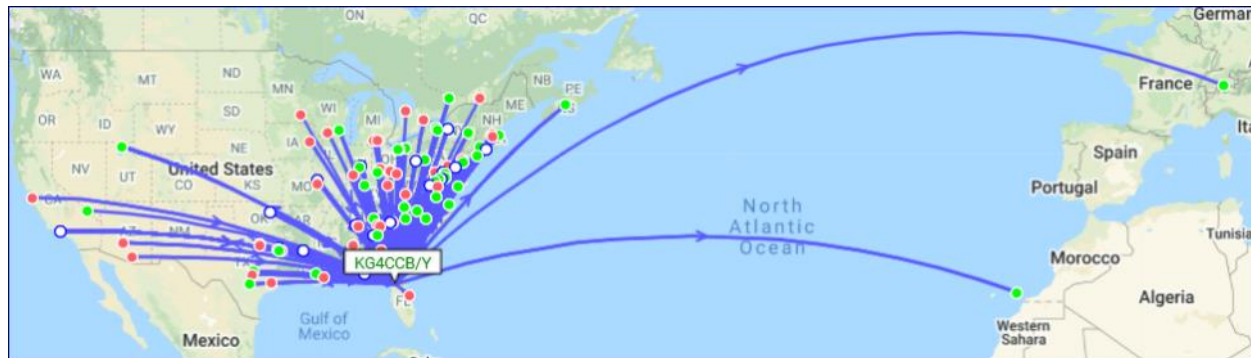 ON
QC
German
WA
MT
ND
MN
NB
PE
OR
ID
WY
SD
WI
MI
ME
NS
France
NE
IA
NH
NV
UT
United States
CO
KS
MO
Spain
Portugal
CA
AZ
NM
OK
AR
North
Atlantic
Ocean
Tunisia
KG4CCB/Y
Morocco
FL
Gulf of
Mexico
Mexico
Algeria
Western
Sahara